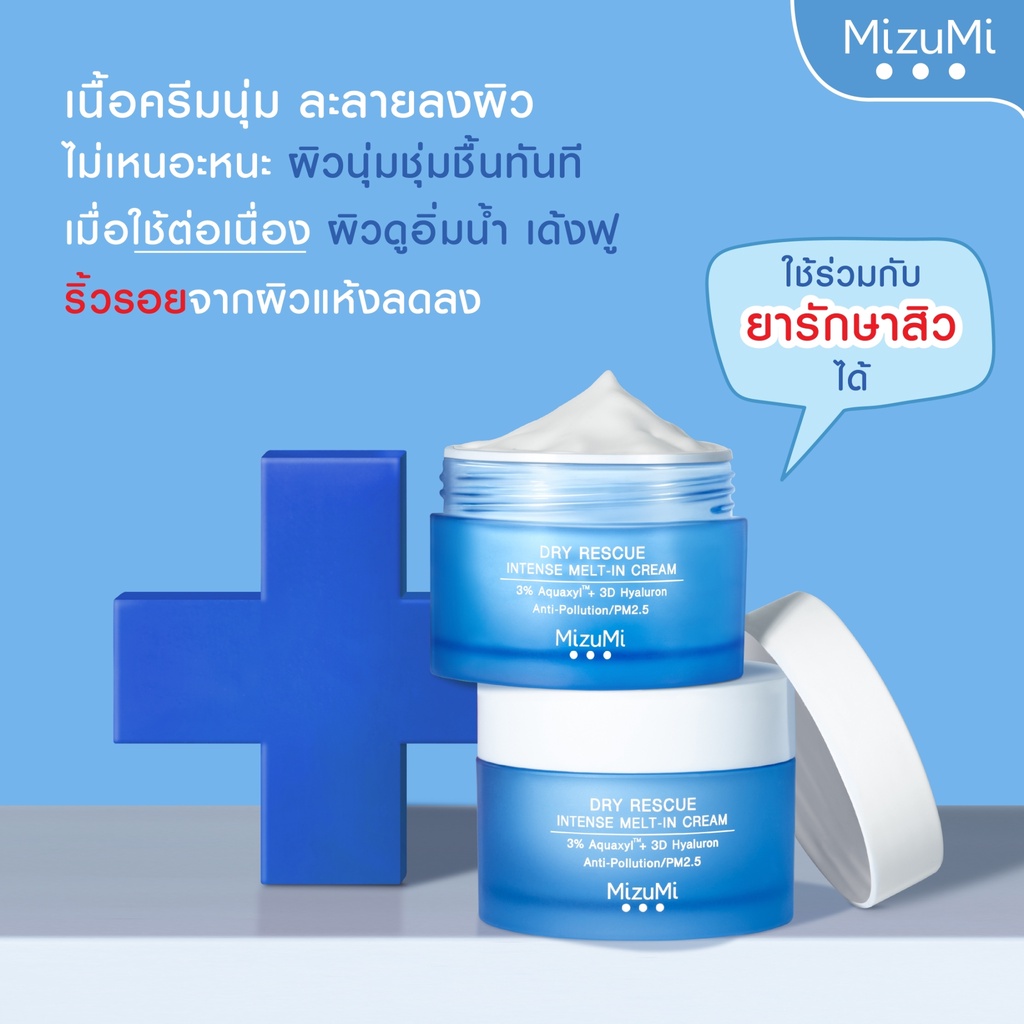 MizuMi
เนื้อครีมนุ่ม ละลายลงผิว
ไม่เหนอะหนะ ผิวนุ่มชุ่มชื้นทันที
เมื่อใช้ต่อเนื่อง ผิวดูอิ่มน้ำ เด้งฟู
ริ้วรอยจากผิวแห้งลดลง
ใช้ร่วมกับ
ยารักษาสิว
ได้
DRY RESCUE
INTENSE MELT-IN CREAM
3% Aquaxyl™+ 3D Hyaluron
Anti-Pollution/PM2.5
MizuMi
DRY RESCUE
INTENSE MELT-IN CREAM
3% Aquaxyl™+ 3D Hyaluron
Anti-Pollution/PM2.5
MizuMi